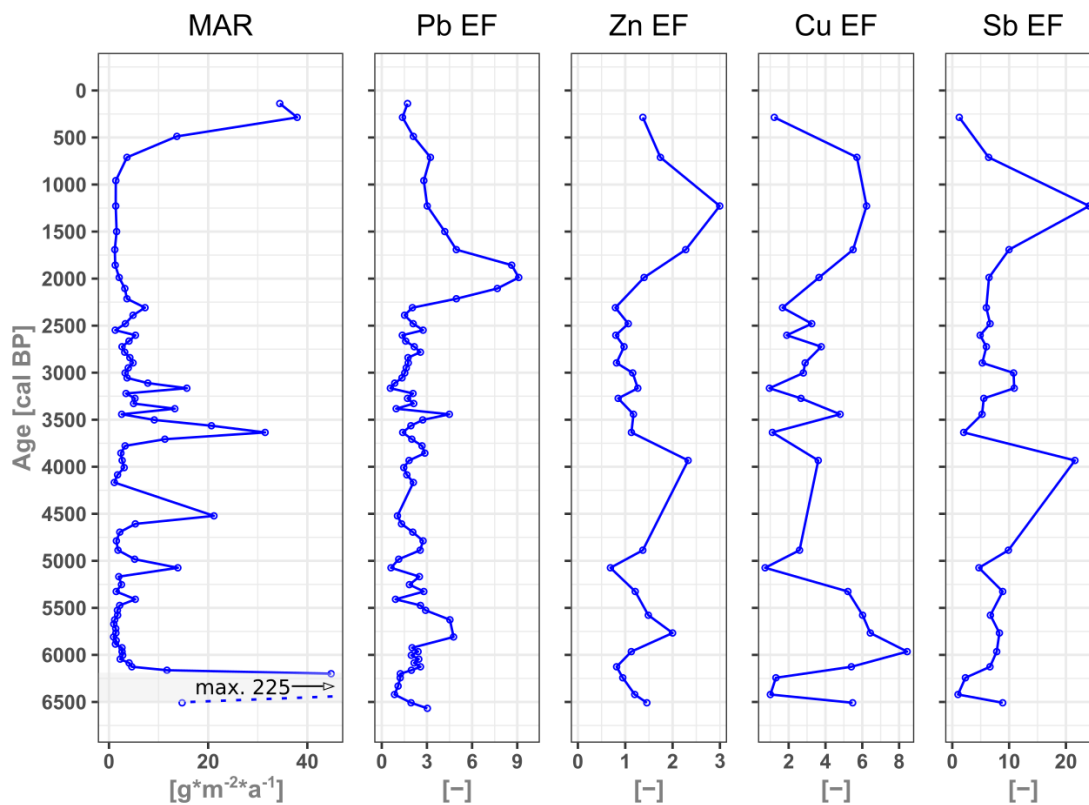 MAR Pb EF Zn EF Cu EF Sb EF
Age [cal BP]
0
500
1000
1500
2000
2500
3000
3500
4000
4500
5000
5500
6000
6500
max. 225
0 20 40 0 3 6 9 0 1 2 3 2 4 6 8 0 10 20
[g*m⁻²*a⁻¹] [–] [–] [–] [–]